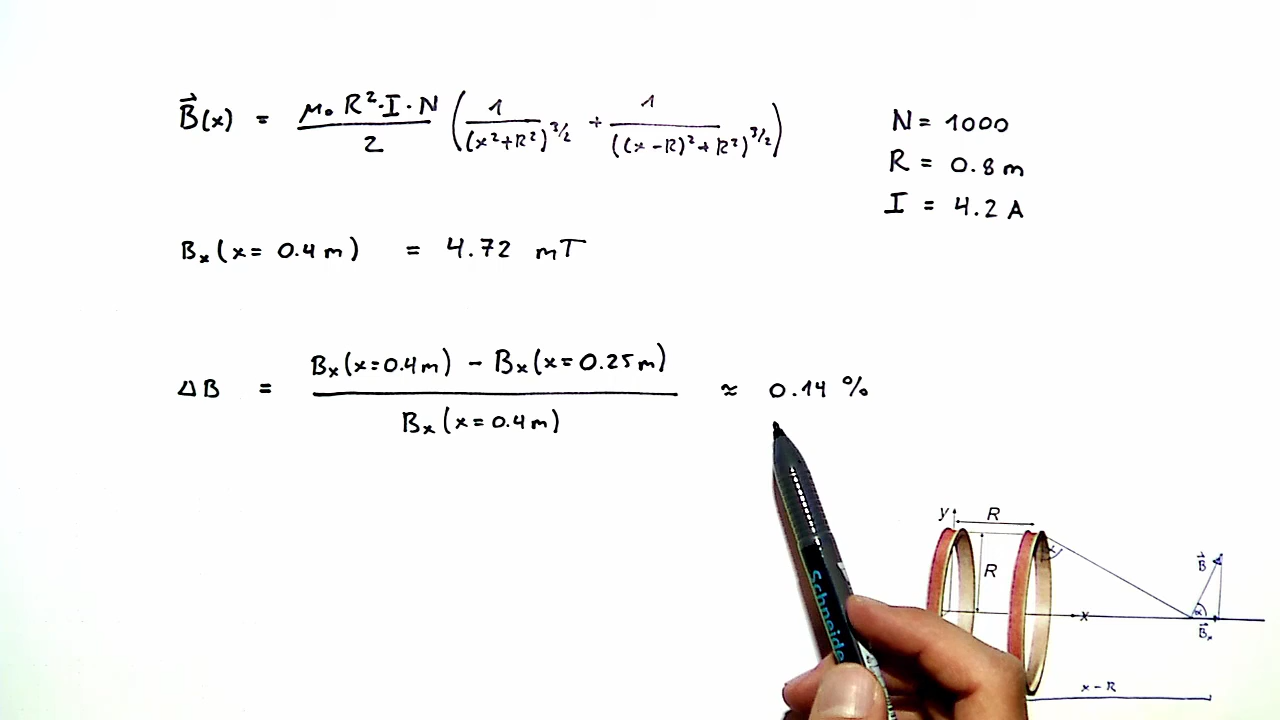 B⃗(x) = μ₀ R²·I·N / 2 (1 / (x²+R²)^3/2 + 1 / ((x-R)²+R²)^3/2)
N = 1000
R = 0.8 m
I = 4.2 A
Bₓ(x = 0.4 m) = 4.72 mT
ΔB = Bₓ(x=0.4m) - Bₓ(x=0.25m) / Bₓ(x=0.4m) ≈ 0.14 %
Schneide
y R
R
α
B⃗
x
α
B⃗ₓ
x-R